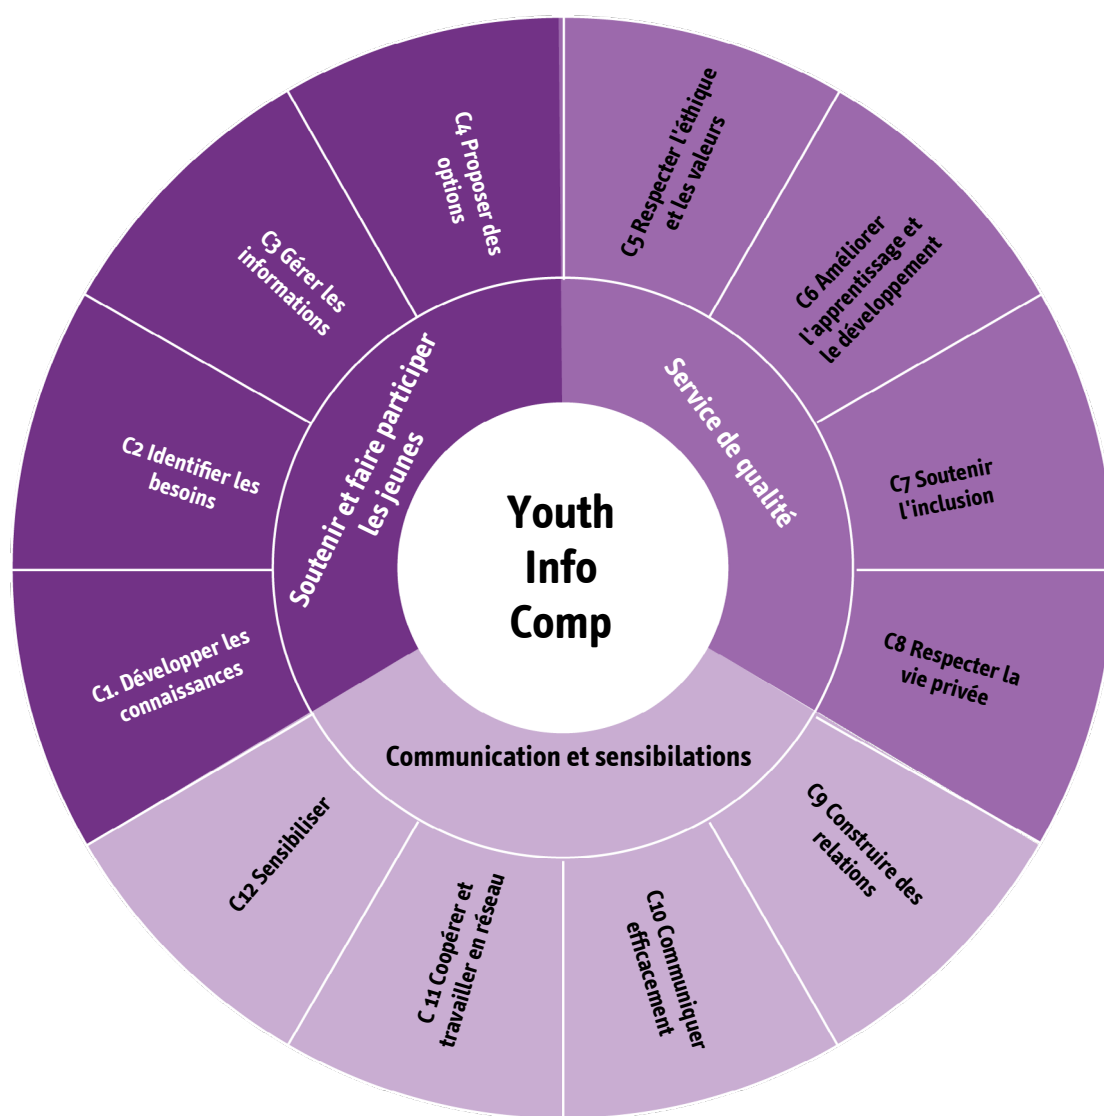 Youth
Info
Comp
Soutenir et faire participer
les jeunes
C1. Développer les
connaissances
C2 Identifier les
besoins
C3 Gérer les
informations
C4 Proposer des
options
Service de qualité
C5 Respecter l'éthique
et les valeurs
C6 Améliorer
l'apprentissage et
le développement
C7 Soutenir
l'inclusion
C8 Respecter la
vie privée
Communication et sensibilations
C9 Construire des
relations
C10 Communiquer
efficacement
C 11 Coopérer et
travailler en réseau
C12 Sensibiliser